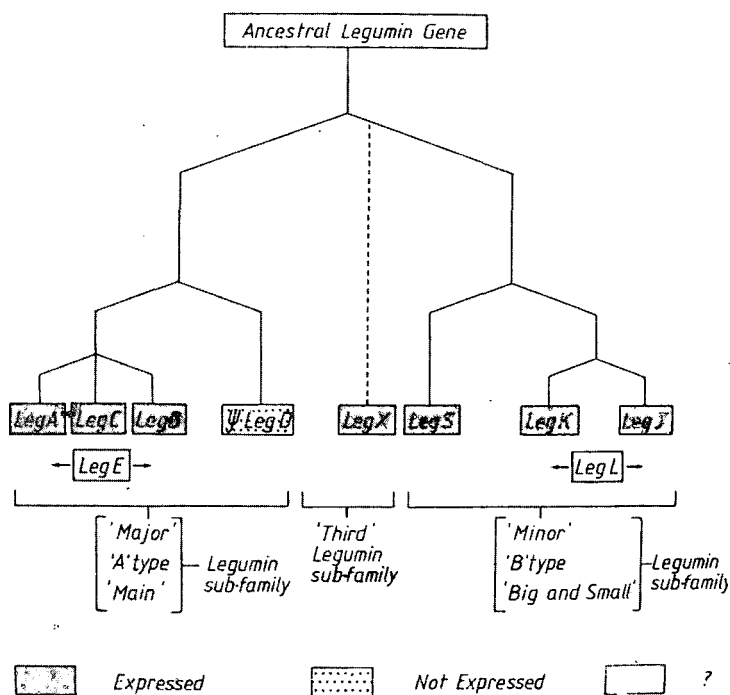 Ancestral Legumin Gene
LegA LegC LegB Ψ LegD LegX LegS LegK LegJ
← LegE → ← LegL →
'Major'
'A' type
'Main'
Legumin
sub-family
'Third'
Legumin
sub-family
'Minor'
'B' type
'Big and Small'
Legumin
sub-family
Expressed Not Expressed ?